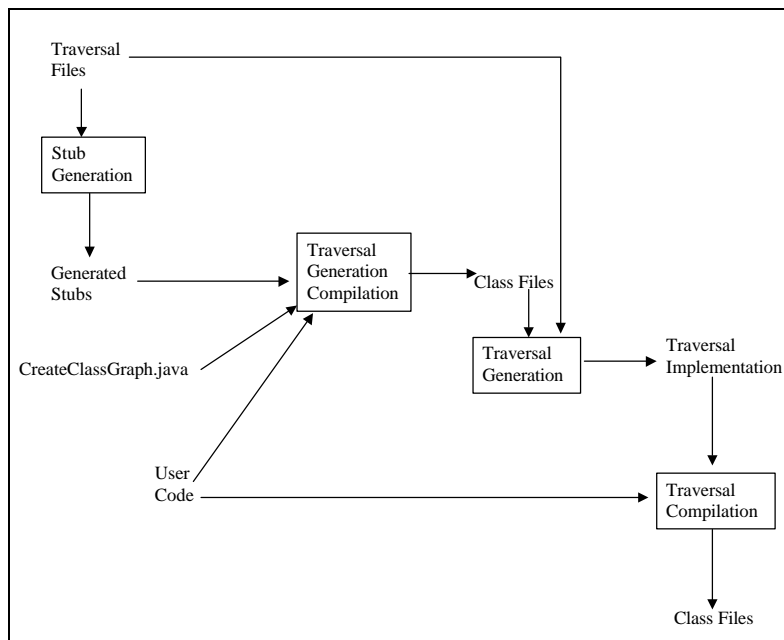 Traversal
Files
Stub
Generation
Generated
Stubs
Traversal
Generation
Compilation
Class Files
CreateClassGraph.java
Traversal
Generation
Traversal
Implementation
User
Code
Traversal
Compilation
Class Files